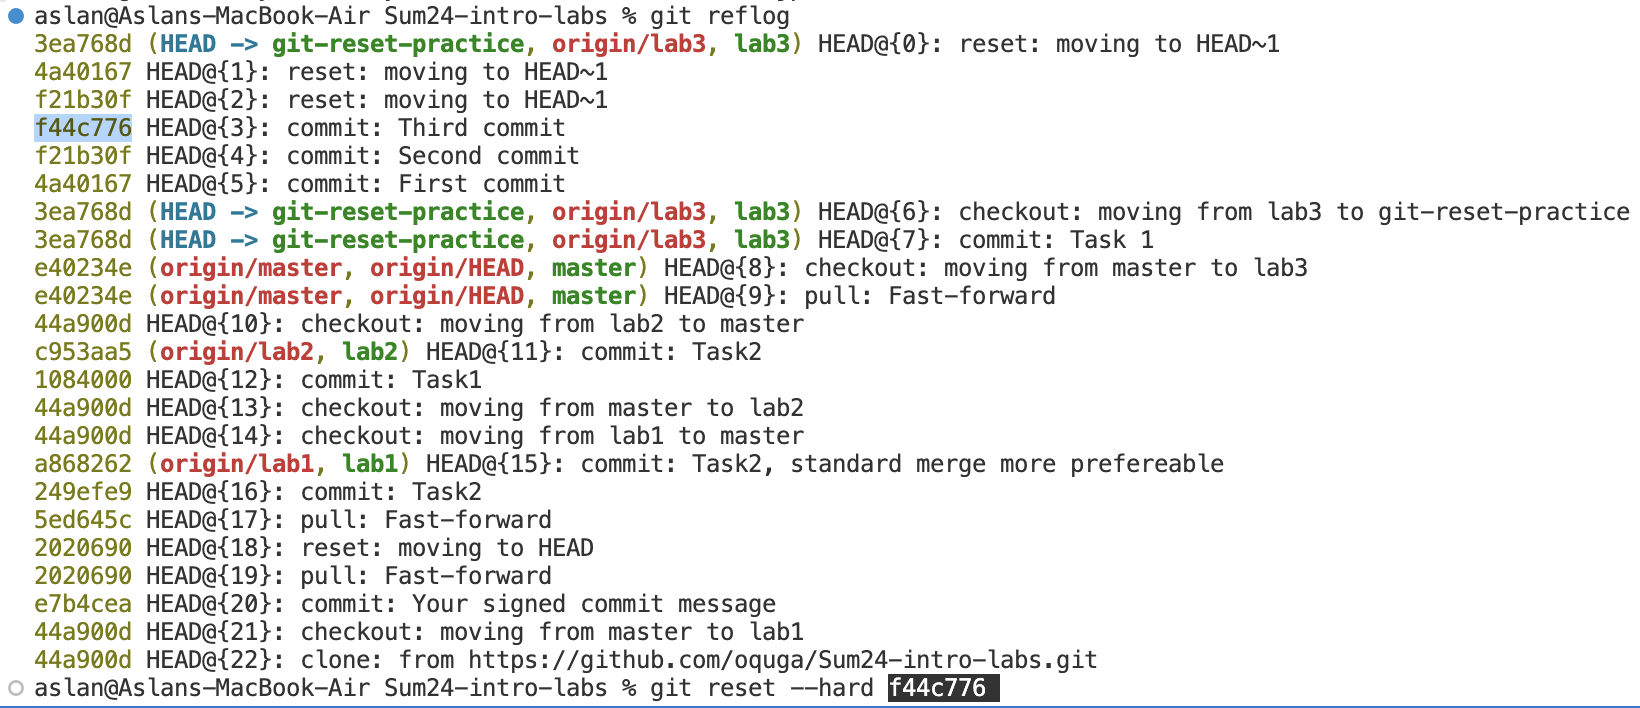 aslan@Aslans-MacBook-Air Sum24-intro-labs % git reflog
3ea768d (HEAD -> git-reset-practice, origin/lab3, lab3) HEAD@{0}: reset: moving to HEAD~1
4a40167 HEAD@{1}: reset: moving to HEAD~1
f21b30f HEAD@{2}: reset: moving to HEAD~1
f44c776 HEAD@{3}: commit: Third commit
f21b30f HEAD@{4}: commit: Second commit
4a40167 HEAD@{5}: commit: First commit
3ea768d (HEAD -> git-reset-practice, origin/lab3, lab3) HEAD@{6}: checkout: moving from lab3 to git-reset-practice
3ea768d (HEAD -> git-reset-practice, origin/lab3, lab3) HEAD@{7}: commit: Task 1
e40234e (origin/master, origin/HEAD, master) HEAD@{8}: checkout: moving from master to lab3
e40234e (origin/master, origin/HEAD, master) HEAD@{9}: pull: Fast-forward
44a900d HEAD@{10}: checkout: moving from lab2 to master
c953aa5 (origin/lab2, lab2) HEAD@{11}: commit: Task2
1084000 HEAD@{12}: commit: Task1
44a900d HEAD@{13}: checkout: moving from master to lab2
44a900d HEAD@{14}: checkout: moving from lab1 to master
a868262 (origin/lab1, lab1) HEAD@{15}: commit: Task2, standard merge more prefereable
249efe9 HEAD@{16}: commit: Task2
5ed645c HEAD@{17}: pull: Fast-forward
2020690 HEAD@{18}: reset: moving to HEAD
2020690 HEAD@{19}: pull: Fast-forward
e7b4cea HEAD@{20}: commit: Your signed commit message
44a900d HEAD@{21}: checkout: moving from master to lab1
44a900d HEAD@{22}: clone: from https://github.com/oquga/Sum24-intro-labs.git
aslan@Aslans-MacBook-Air Sum24-intro-labs % git reset --hard f44c776